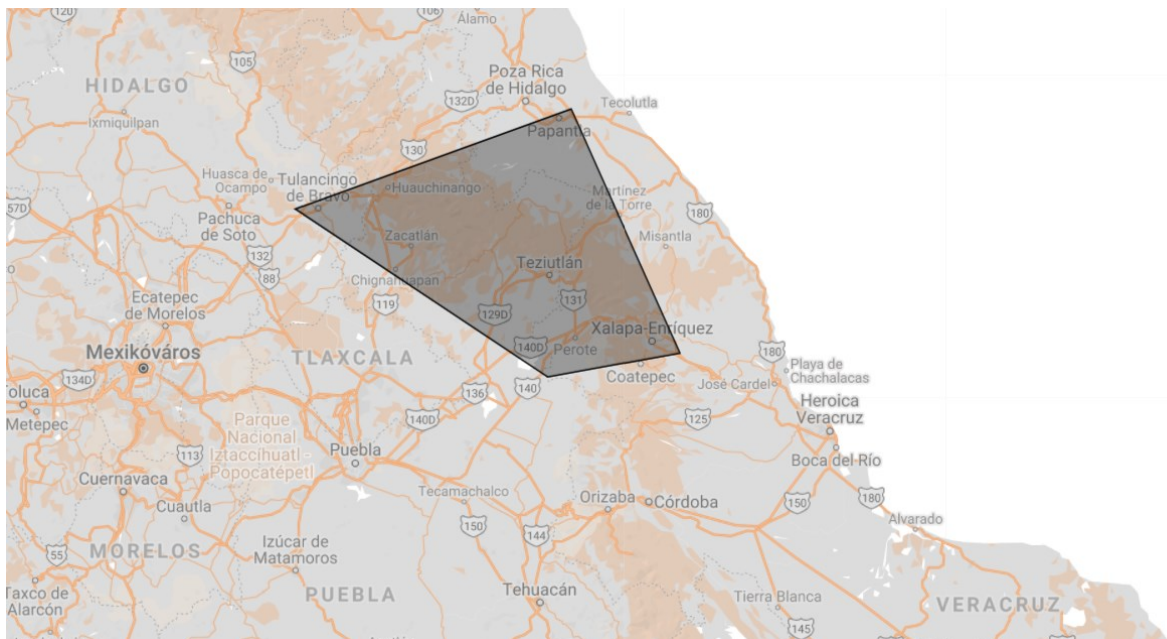 120
106
Álamo
105
HIDALGO
Poza Rica
de Hidalgo
132D
Tecolutla
Ixmiquilpan
Papantla
130
Huasca de
Ocampo
Tulancingo
de Bravo
Huauchinango
Martínez
de la Torre
57D
Pachuca
de Soto
180
Zacatlán
Misantla
132
88
Teziutlán
Chignahuapan
Ecatepec
de Morelos
119
131
129D
Xalapa-Enríquez
Mexikóváros
TLAXCALA
140D
Perote
180
Playa de
Chachalacas
134D
Toluca
Coatepec
José Cardel
140
136
Metepec
Heroica
Veracruz
Parque
Nacional
Iztaccihuatl -
Popocatépetl
140D
125
113
Puebla
Boca del Río
Cuernavaca
Tecamachalco
Orizaba
Córdoba
150
180
Cuautla
150
Alvarado
144
55
MORELOS
Izúcar de
Matamoros
Taxco de
Alarcón
PUEBLA
Tehuacán
Tierra Blanca
VERACRUZ
145